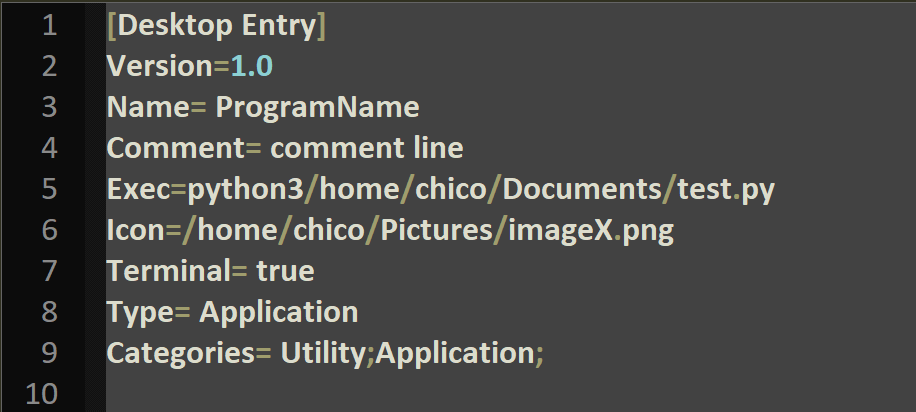 1 [Desktop Entry]
2 Version=1.0
3 Name= ProgramName
4 Comment= comment line
5 Exec=python3/home/chico/Documents/test.py
6 Icon=/home/chico/Pictures/imageX.png
7 Terminal= true
8 Type= Application
9 Categories= Utility;Application;
10